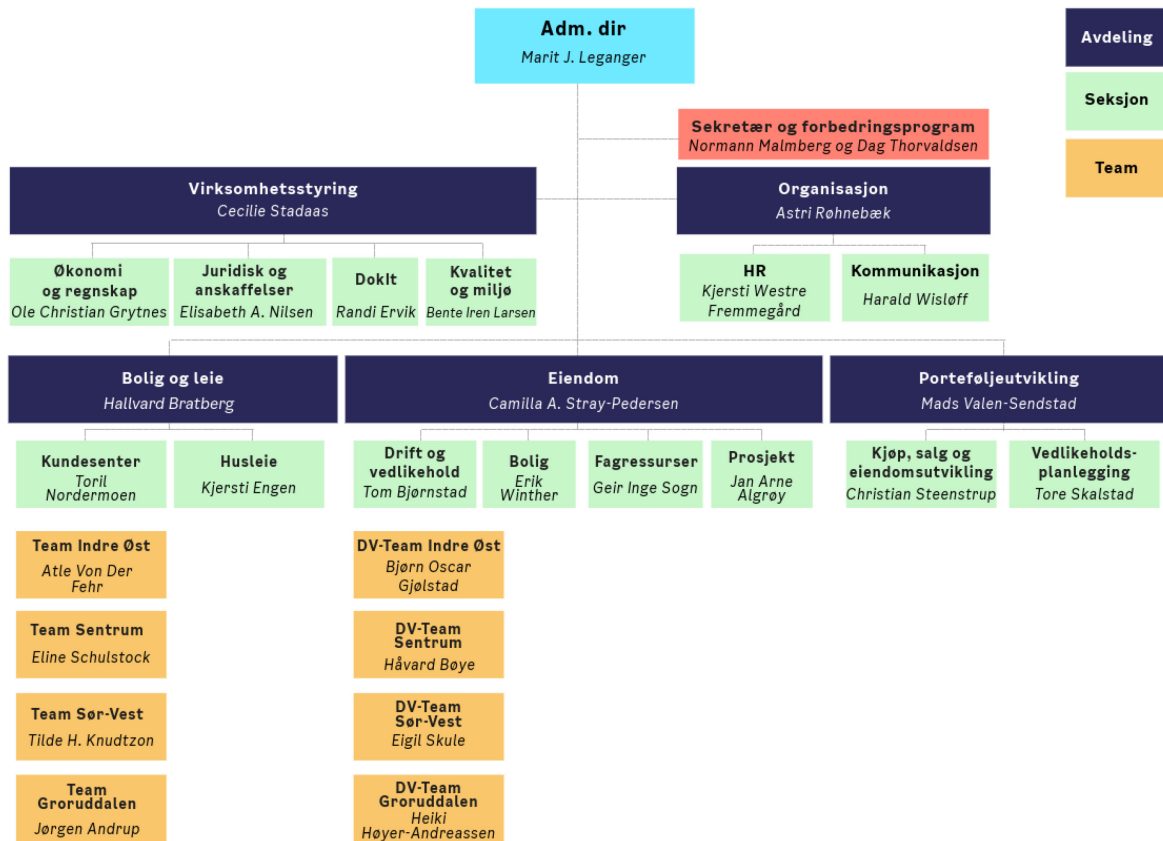 Adm. dir
Marit J. Leganger
Avdeling
Seksjon
Team
Sekretær og forbedringsprogram
Normann Malmberg og Dag Thorvaldsen
Virksomhetsstyring
Cecilie Stadaas
Organisasjon
Astri Røhnebæk
Økonomi
og regnskap
Ole Christian Grytnes
Juridisk og
anskaffelser
Elisabeth A. Nilsen
DokIt
Randi Ervik
Kvalitet
og miljø
Bente Iren Larsen
HR
Kjersti Westre
Fremmegård
Kommunikasjon
Harald Wisløff
Bolig og leie
Hallvard Bratberg
Eiendom
Camilla A. Stray-Pedersen
Porteføljeutvikling
Mads Valen-Sendstad
Kundesenter
Toril
Nordermoen
Husleie
Kjersti Engen
Drift og
vedlikehold
Tom Bjørnstad
Bolig
Erik
Winther
Fagressurser
Geir Inge Sogn
Prosjekt
Jan Arne
Algrøy
Kjøp, salg og
eiendomsutvikling
Christian Steenstrup
Vedlikeholds-
planlegging
Tore Skalstad
Team Indre Øst
Atle Von Der
Fehr
Team Sentrum
Eline Schulstock
Team Sør-Vest
Tilde H. Knudtzon
Team
Groruddalen
Jørgen Andrup
DV-Team Indre Øst
Bjørn Oscar
Gjølstad
DV-Team
Sentrum
Håvard Bøye
DV-Team
Sør-Vest
Eigil Skule
DV-Team
Groruddalen
Heiki
Høyer-Andreassen